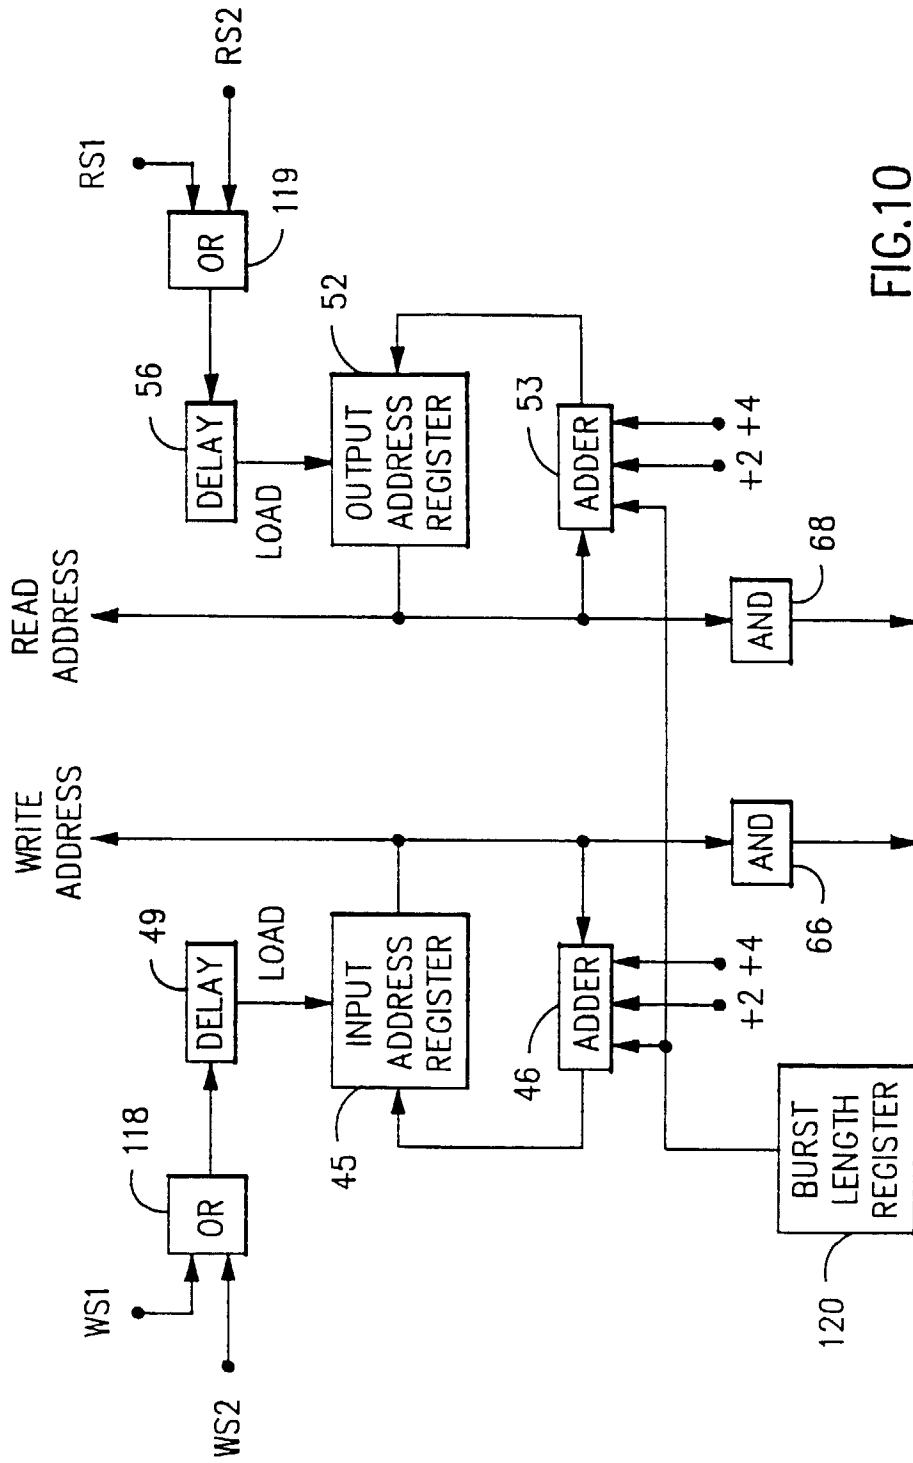 WRITE
ADDRESS
READ
ADDRESS
WS1
WS2
118
OR
49
DELAY
LOAD
INPUT
ADDRESS
REGISTER
45
46
ADDER
+2 +4
66
AND
BURST
LENGTH
REGISTER
120
RS1
RS2
OR
119
56
DELAY
LOAD
52
OUTPUT
ADDRESS
REGISTER
53
ADDER
+2 +4
AND
68
FIG.10